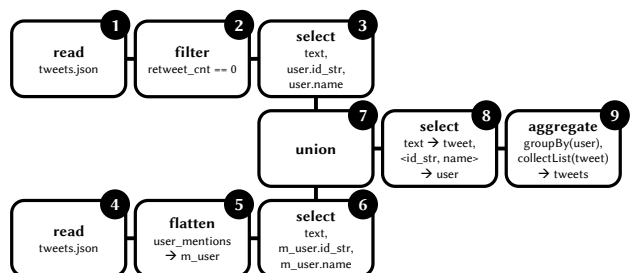 1
read
tweets.json
2
filter
retweet_cnt == 0
3
select
text,
user.id_str,
user.name
7
union
8
select
text → tweet,
<id_str, name>
→ user
9
aggregate
groupBy(user),
collectList(tweet)
→ tweets
4
read
tweets.json
5
flatten
user_mentions
→ m_user
6
select
text,
m_user.id_str,
m_user.name